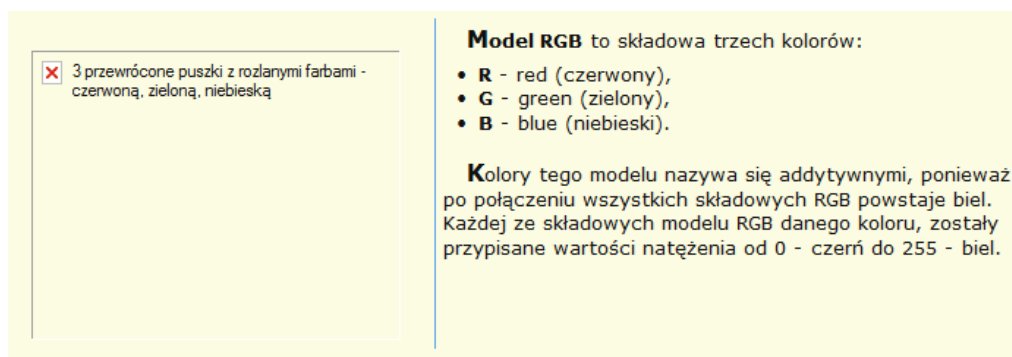 3 przewrócone puszki z rozlanymi farbami -
czerwoną, zieloną, niebieską
Model RGB to składowa trzech kolorów:
• R - red (czerwony),
• G - green (zielony),
• B - blue (niebieski).
Kolory tego modelu nazywa się addytywnymi, ponieważ
po połączeniu wszystkich składowych RGB powstaje biel.
Każdej ze składowych modelu RGB danego koloru, zostały
przypisane wartości natężenia od 0 - czerń do 255 - biel.